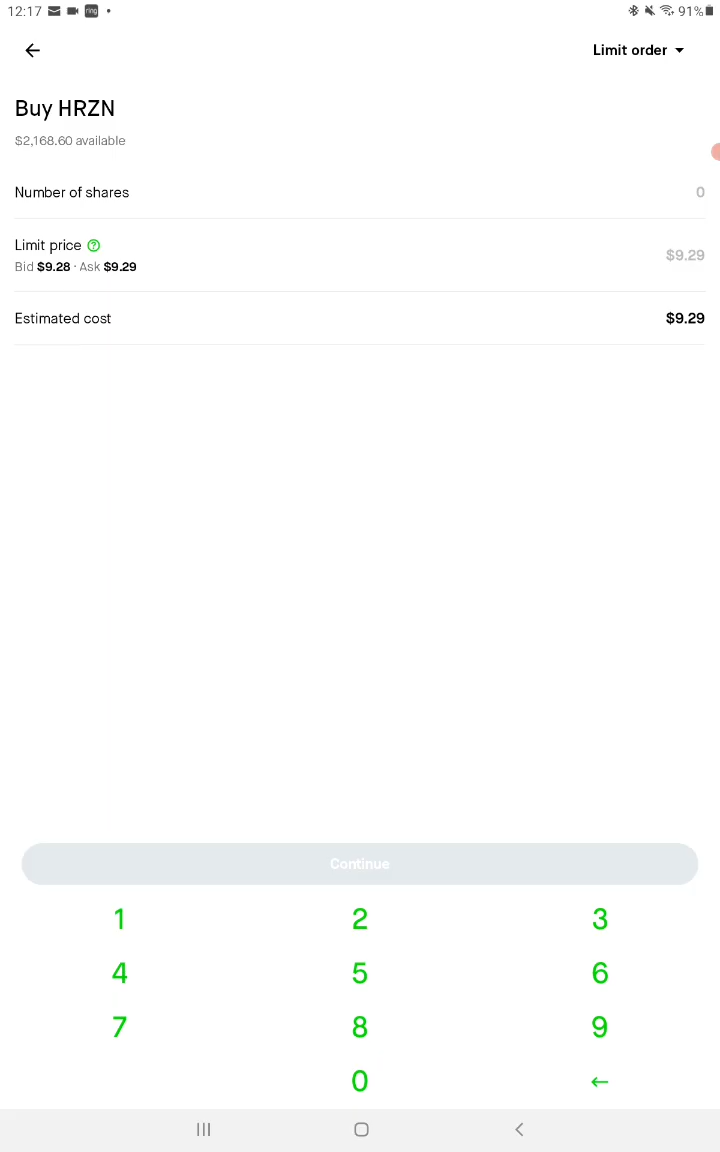 12:17 ring 91%
Limit order
Buy HRZN
$2,168.60 available
Number of shares 0
Limit price ?
$9.29
Bid $9.28 · Ask $9.29
Estimated cost $9.29
Continue
1 2 3
4 5 6
7 8 9
0 ←